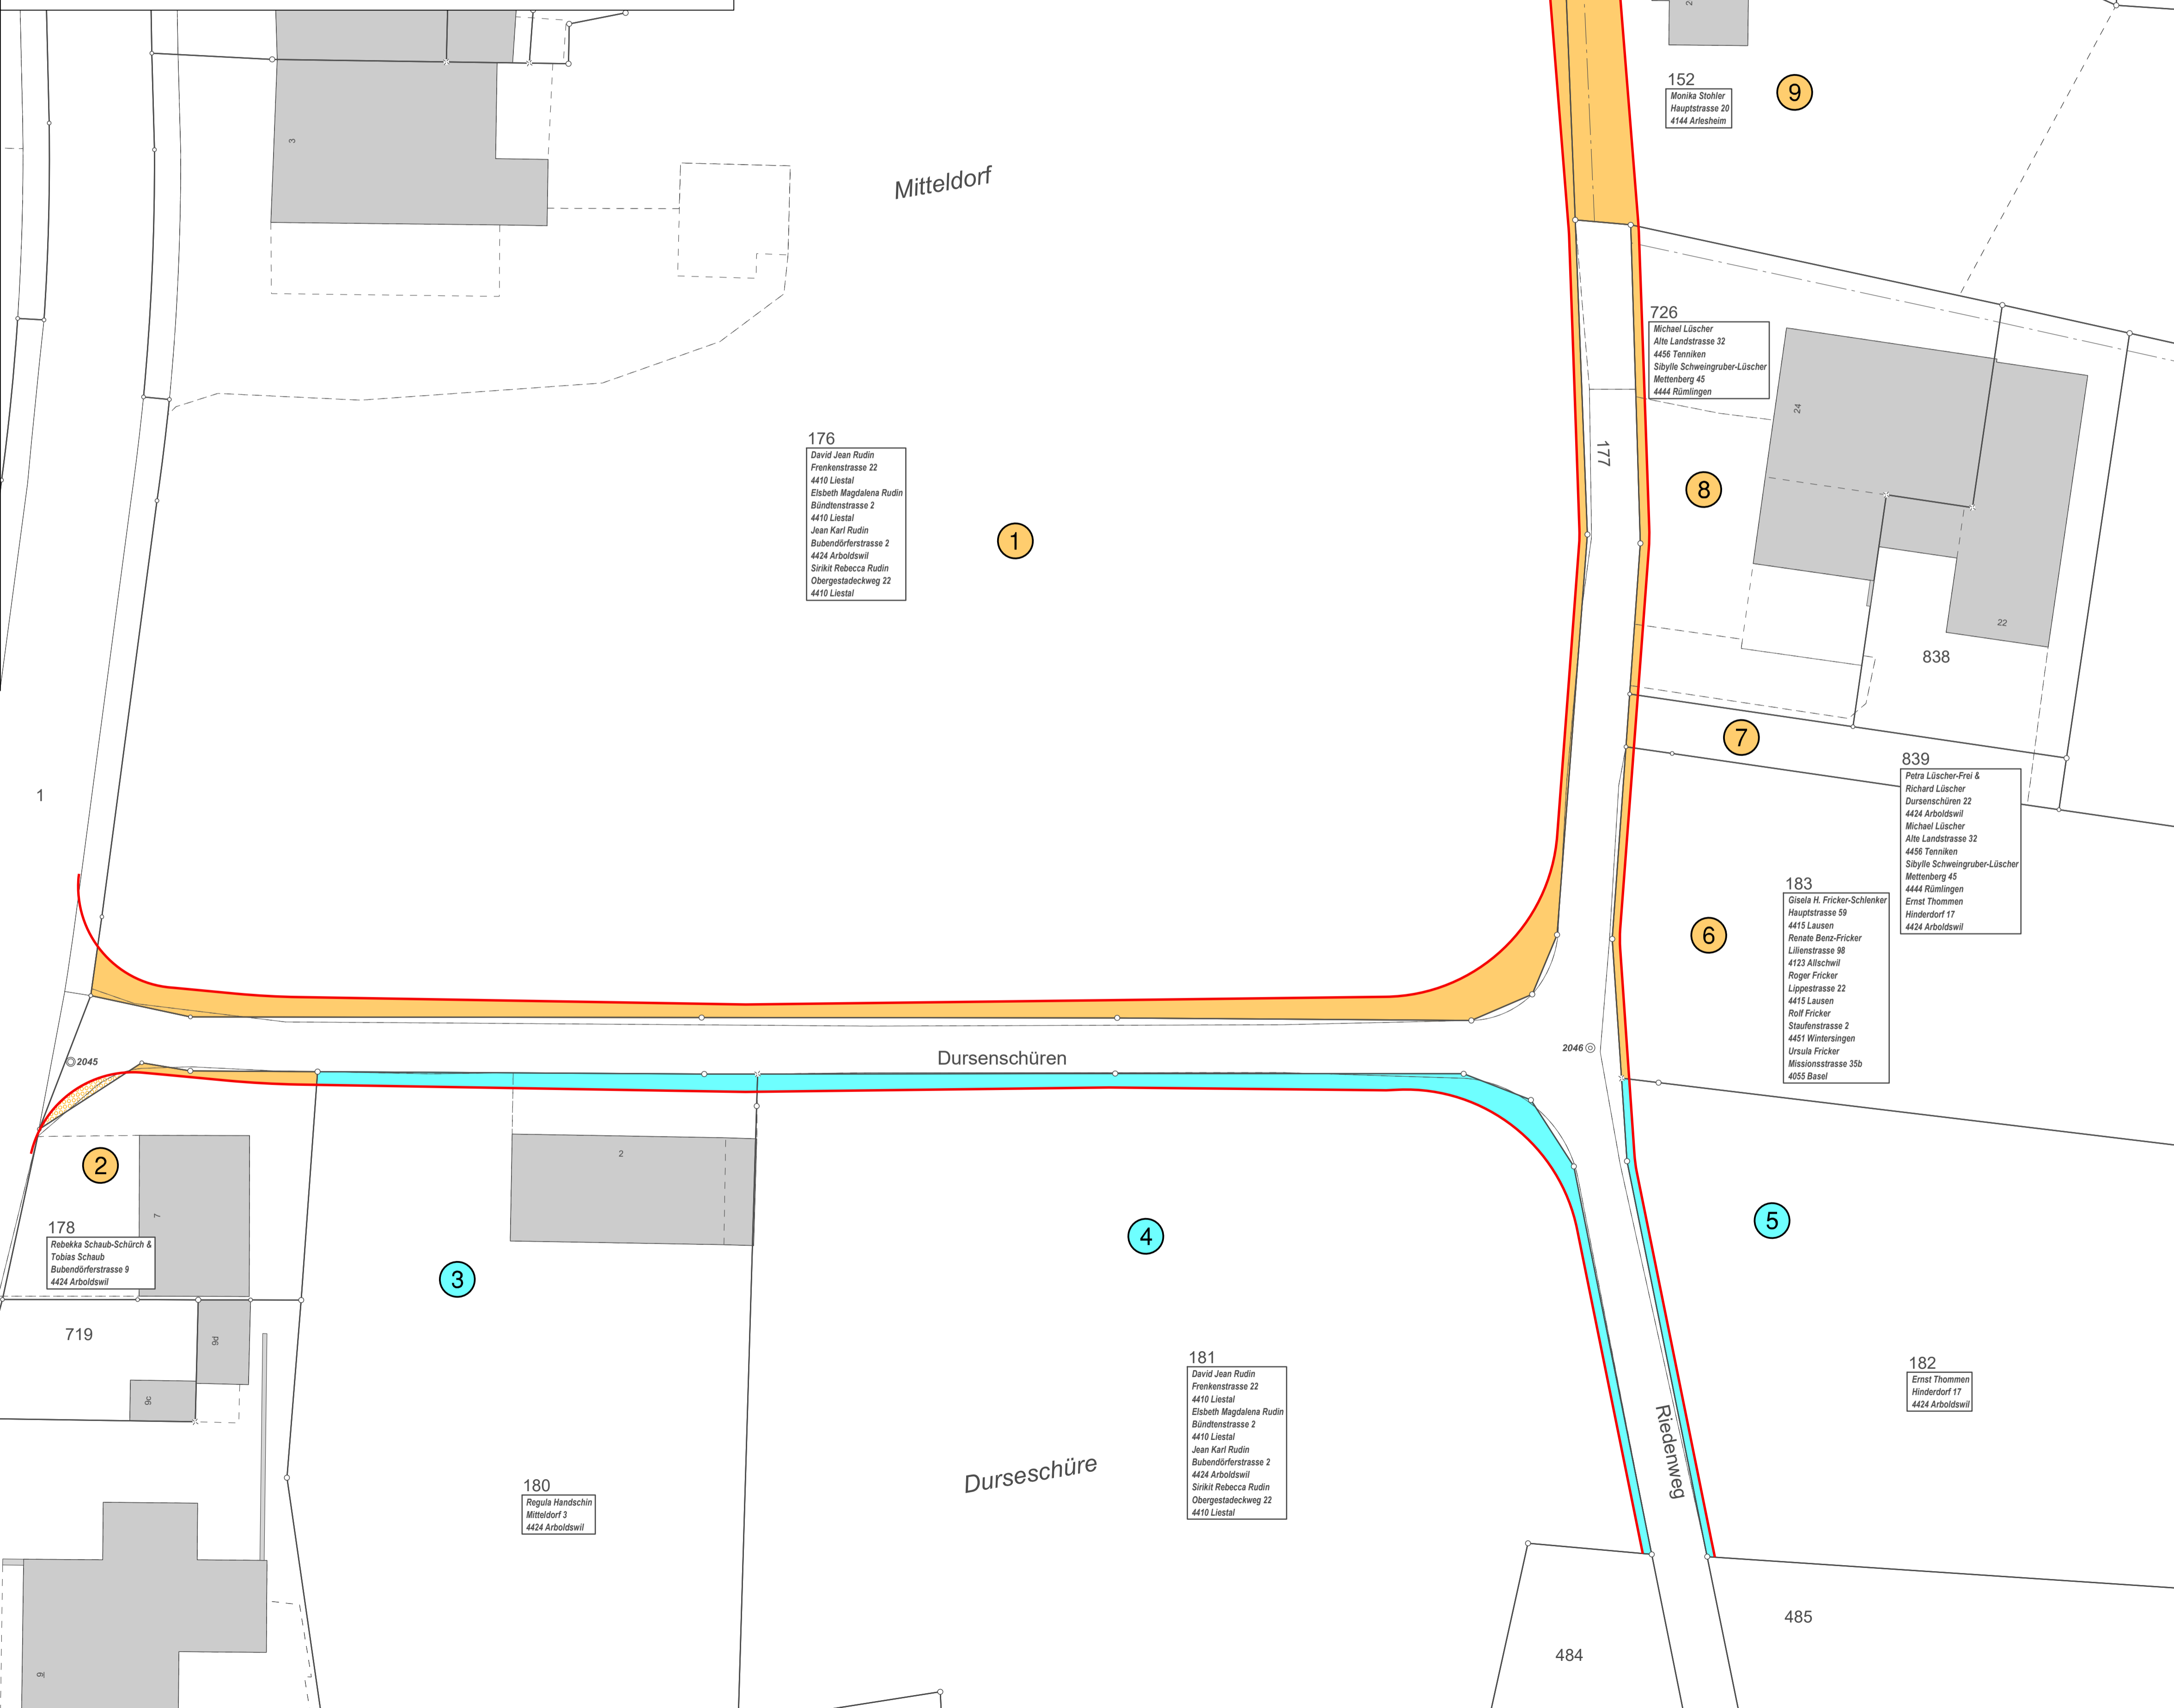 2
152
Monika Stohler
Hauptstrasse 20
4144 Arlesheim
9
3
Mitteldorf
726
Michael Lüscher
Alte Landstrasse 32
4456 Tenniken
Sibylle Schweingruber-Lüscher
Mettenberg 45
4444 Rümlingen
24
176
David Jean Rudin
Frenkenstrasse 22
4410 Liestal
Elsbeth Magdalena Rudin
Bündtenstrasse 2
4410 Liestal
Jean Karl Rudin
Bubendörferstrasse 2
4424 Arboldswil
Sirikit Rebecca Rudin
Obergestadeckweg 22
4410 Liestal
1
177
8
22
838
7
1
839
Petra Lüscher-Frei &
Richard Lüscher
Dursenschüren 22
4424 Arboldswil
Michael Lüscher
Alte Landstrasse 32
4456 Tenniken
Sibylle Schweingruber-Lüscher
Mettenberg 45
4444 Rümlingen
Ernst Thommen
Hinderdorf 17
4424 Arboldswil
6
183
Gisela H. Fricker-Schlenker
Hauptstrasse 59
4415 Lausen
Renate Benz-Fricker
Lilienstrasse 98
4123 Allschwil
Roger Fricker
Lippestrasse 22
4415 Lausen
Rolf Fricker
Staufenstrasse 2
4451 Wintersingen
Ursula Fricker
Missionsstrasse 35b
4055 Basel
2045
Dursenschüren
2046
2
7
2
178
Rebekka Schaub-Schürch &
Tobias Schaub
Bubendörferstrasse 9
4424 Arboldswil
3
4
5
719
9d
9c
181
David Jean Rudin
Frenkenstrasse 22
4410 Liestal
Elsbeth Magdalena Rudin
Bündtenstrasse 2
4410 Liestal
Jean Karl Rudin
Bubendörferstrasse 2
4424 Arboldswil
Sirikit Rebecca Rudin
Obergestadeckweg 22
4410 Liestal
182
Ernst Thommen
Hinderdorf 17
4424 Arboldswil
Riedenweg
Durseschüre
180
Regula Handschin
Mitteldorf 3
4424 Arboldswil
485
484
9